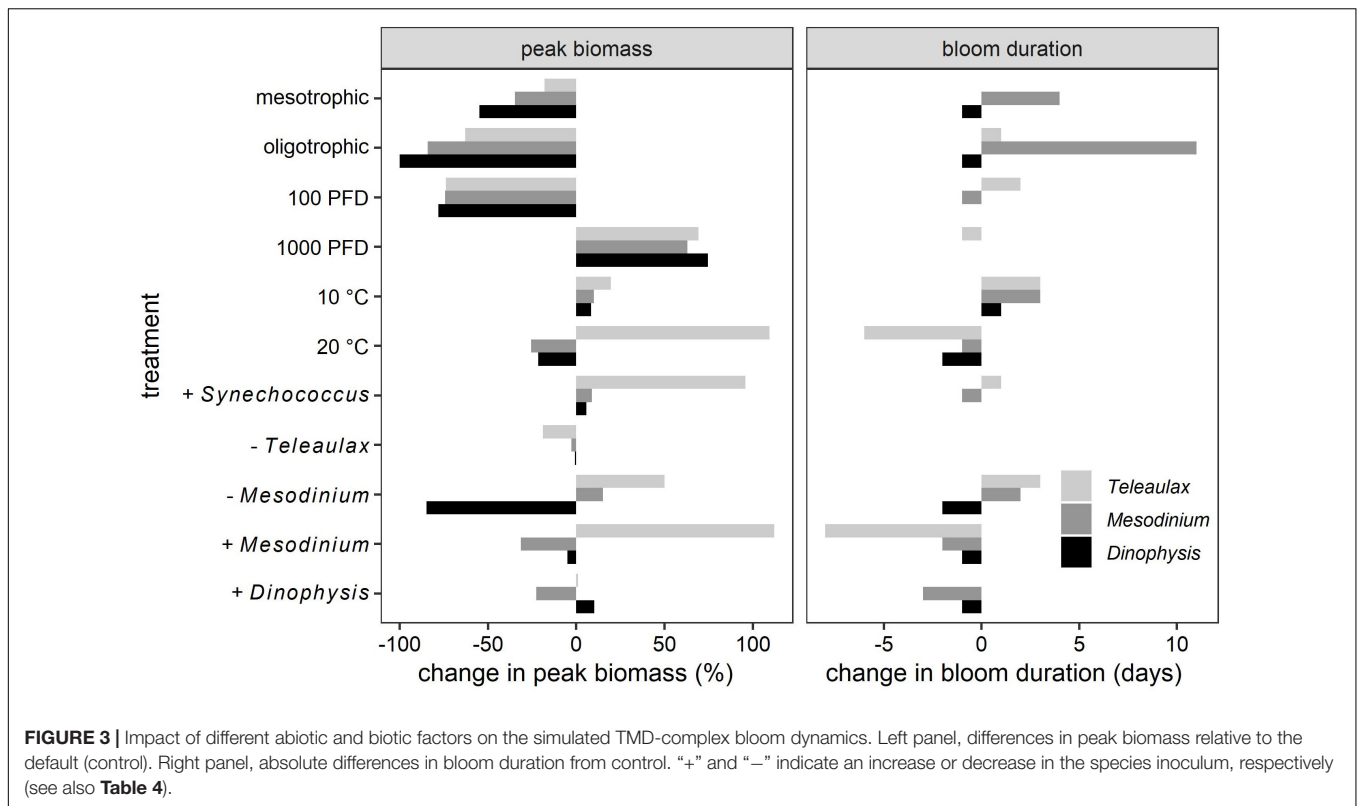 peak biomass
bloom duration
treatment
mesotrophic
oligotrophic
100 PFD
1000 PFD
10 °C
20 °C
+ Synechococcus
- Teleaulax
- Mesodinium
+ Mesodinium
+ Dinophysis
-100 -50 0 50 100
change in peak biomass (%)
-5 0 5 10
change in bloom duration (days)
Teleaulax
Mesodinium
Dinophysis
FIGURE 3 | Impact of different abiotic and biotic factors on the simulated TMD-complex bloom dynamics. Left panel, differences in peak biomass relative to the
default (control). Right panel, absolute differences in bloom duration from control. “+” and “−” indicate an increase or decrease in the species inoculum, respectively
(see also Table 4).